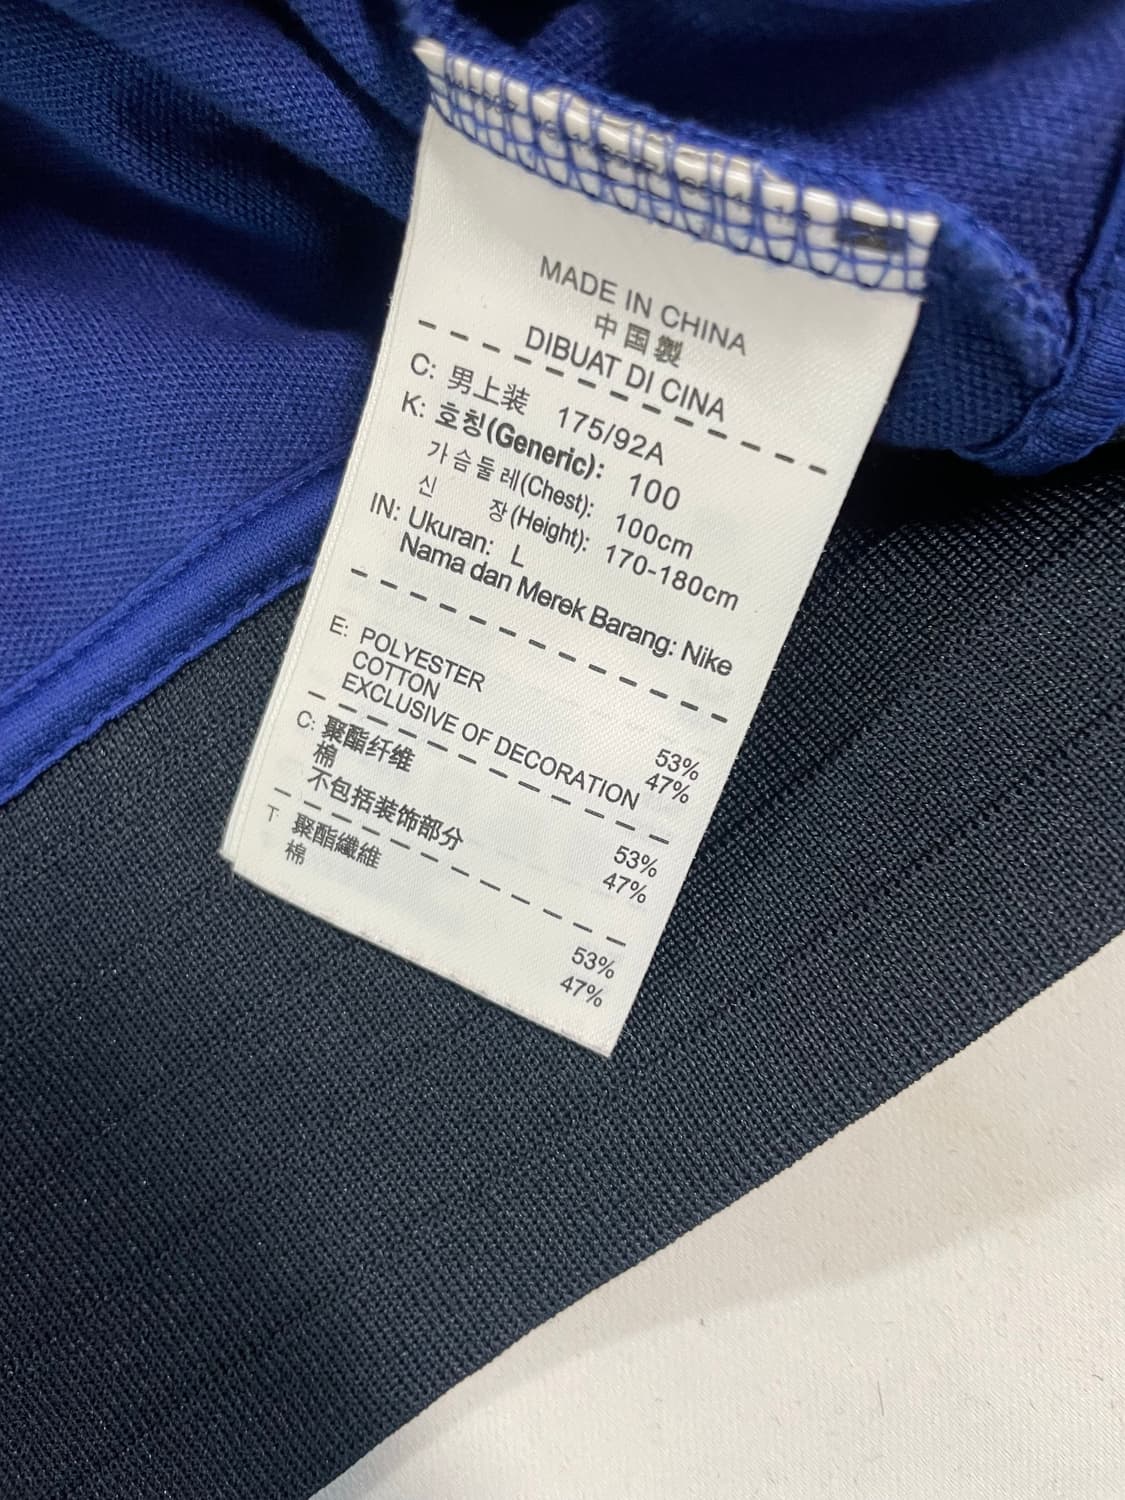 MADE IN CHINA
中国製
DIBUAT DI CINA
C: 男上装 175/92A
K: 호칭(Generic): 100
가슴둘레(Chest): 100cm
신 장(Height): 170-180cm
IN: Ukuran: L
Nama dan Merek Barang: Nike
E: POLYESTER 53%
COTTON 47%
EXCLUSIVE OF DECORATION
C: 聚酯纤维 53%
棉 47%
不包括装饰部分
T: 聚酯纖維 53%
棉 47%